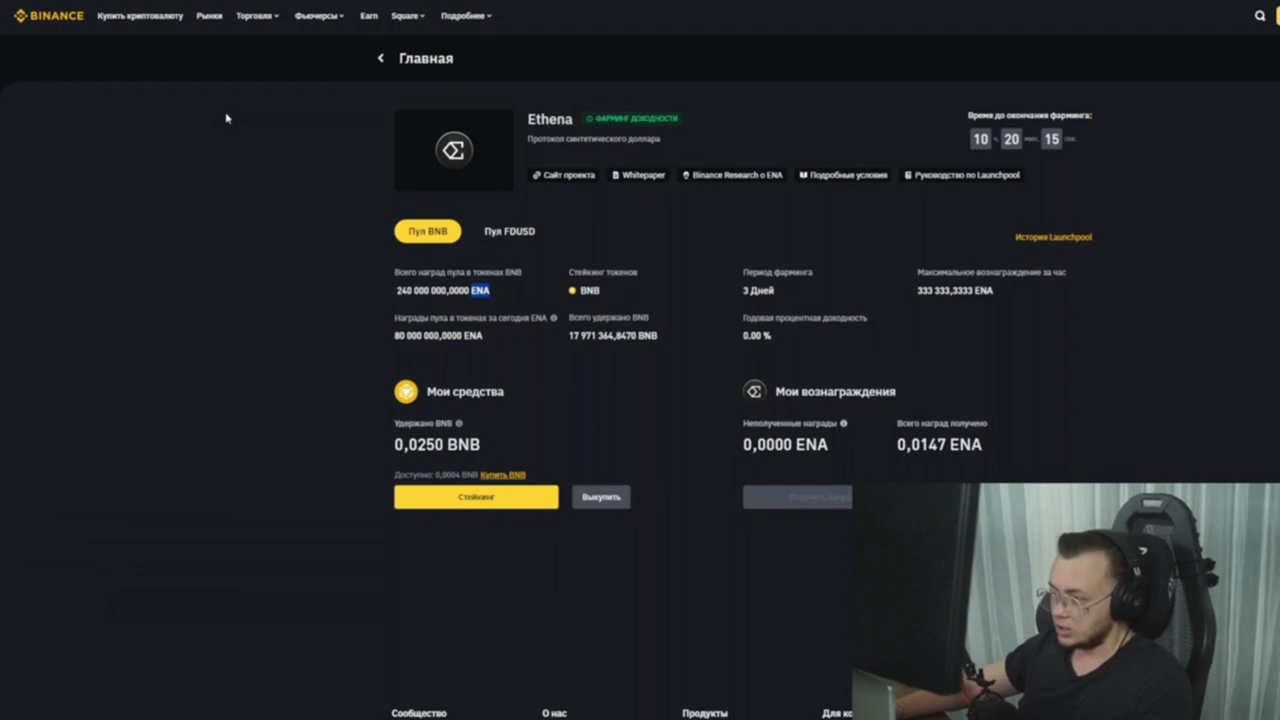 BINANCE Купить криптовалюту Рынки Торговля Фьючерсы Earn Square Подробнее
Главная
Ethena ФАРМИНГ ДОХОДНОСТИ
Протокол синтетического доллара
Время до окончания фарминга:
10 ч. 20 мин. 15 сек.
Сайт проекта Whitepaper Binance Research о ENA Подробные условия Руководство по Launchpool
Пул BNB Пул FDUSD
История Launchpool
Всего наград пула в токенах BNB Стейкинг токенов Период фарминга Максимальное вознаграждение за час
240 000 000,0000 ENA BNB 3 Дней 333 333,3333 ENA
Награды пула в токенах за сегодня ENA Всего удержано BNB Годовая процентная доходность
80 000 000,0000 ENA 17 971 364,8470 BNB 0.00 %
Мои средства Мои вознаграждения
Удержано BNB Неполученные награды Всего наград получено
0,0250 BNB 0,0000 ENA 0,0147 ENA
Доступно: 0,0004 BNB Купить BNB
Стейкинг Выкупить Получить
Сообщество О нас Продукты Для ко